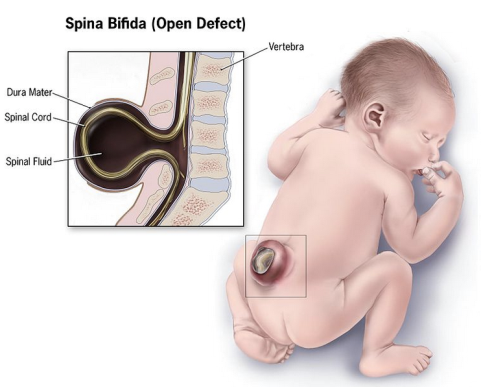 Spina Bifida (Open Defect)
Vertebra
Dura Mater
Spinal Cord
Spinal Fluid